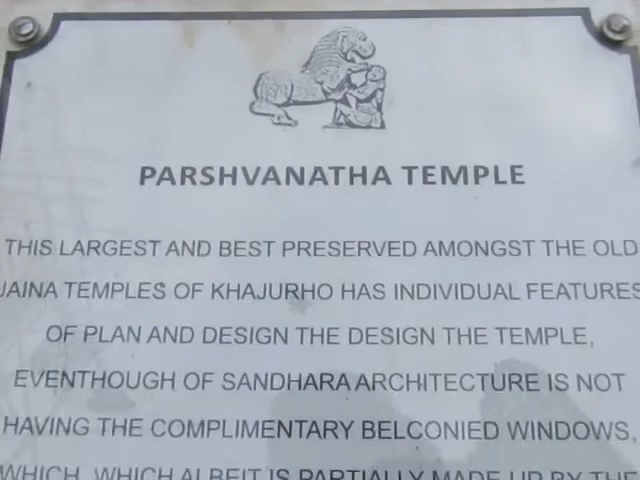 PARSHVANATHA TEMPLE
THIS LARGEST AND BEST PRESERVED AMONGST THE OLD
JAINA TEMPLES OF KHAJURHO HAS INDIVIDUAL FEATURES
OF PLAN AND DESIGN THE DESIGN THE TEMPLE,
EVENTHOUGH OF SANDHARA ARCHITECTURE IS NOT
HAVING THE COMPLIMENTARY BELCONIED WINDOWS,
WHICH, WHICH ALBEIT IS PARTIALLY MADE UP BY THE